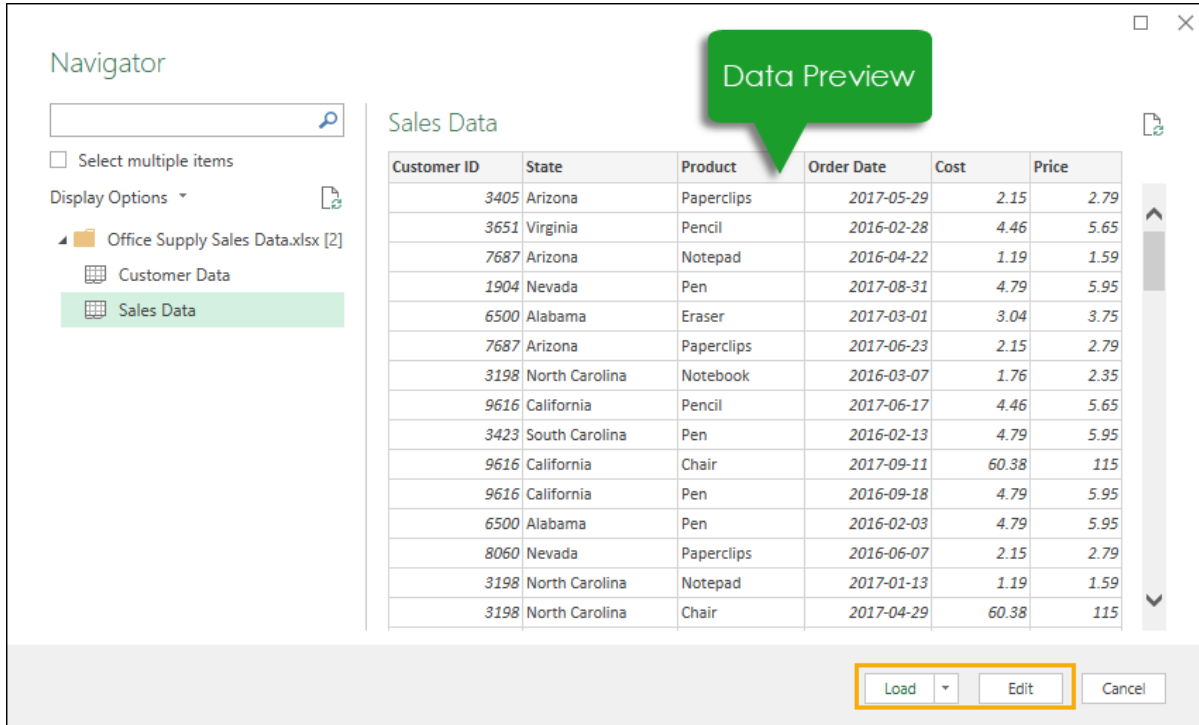 Navigator
Data Preview
Select multiple items
Display Options
Office Supply Sales Data.xlsx [2]
Customer Data
Sales Data
Sales Data
Customer ID State Product Order Date Cost Price
3405 Arizona Paperclips 2017-05-29 2.15 2.79
3651 Virginia Pencil 2016-02-28 4.46 5.65
7687 Arizona Notepad 2016-04-22 1.19 1.59
1904 Nevada Pen 2017-08-31 4.79 5.95
6500 Alabama Eraser 2017-03-01 3.04 3.75
7687 Arizona Paperclips 2017-06-23 2.15 2.79
3198 North Carolina Notebook 2016-03-07 1.76 2.35
9616 California Pencil 2017-06-17 4.46 5.65
3423 South Carolina Pen 2016-02-13 4.79 5.95
9616 California Chair 2017-09-11 60.38 115
9616 California Pen 2016-09-18 4.79 5.95
6500 Alabama Pen 2016-02-03 4.79 5.95
8060 Nevada Paperclips 2016-06-07 2.15 2.79
3198 North Carolina Notepad 2017-01-13 1.19 1.59
3198 North Carolina Chair 2017-04-29 60.38 115
Load Edit Cancel